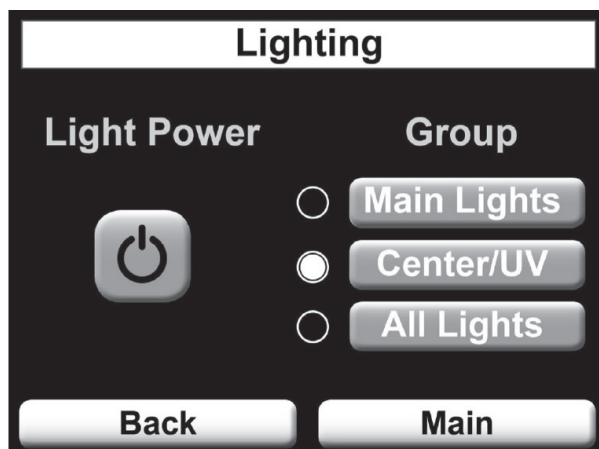 Lighting
Light Power
Group
Main Lights
Center/UV
All Lights
Back
Main